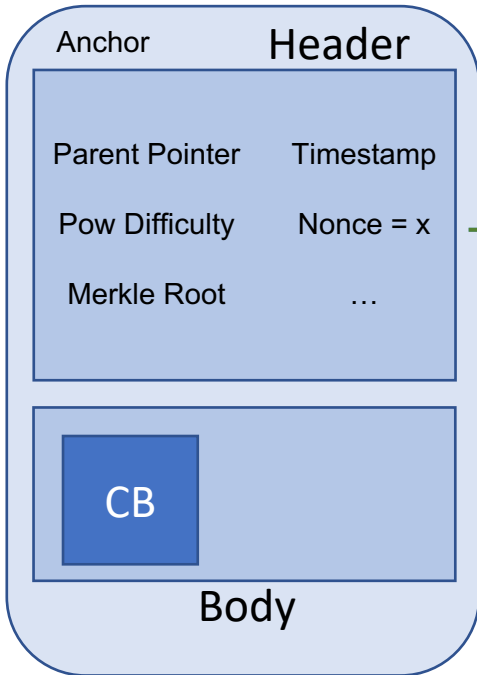 Anchor Header
Parent Pointer Timestamp
Pow Difficulty Nonce = x
Merkle Root …
CB
Body